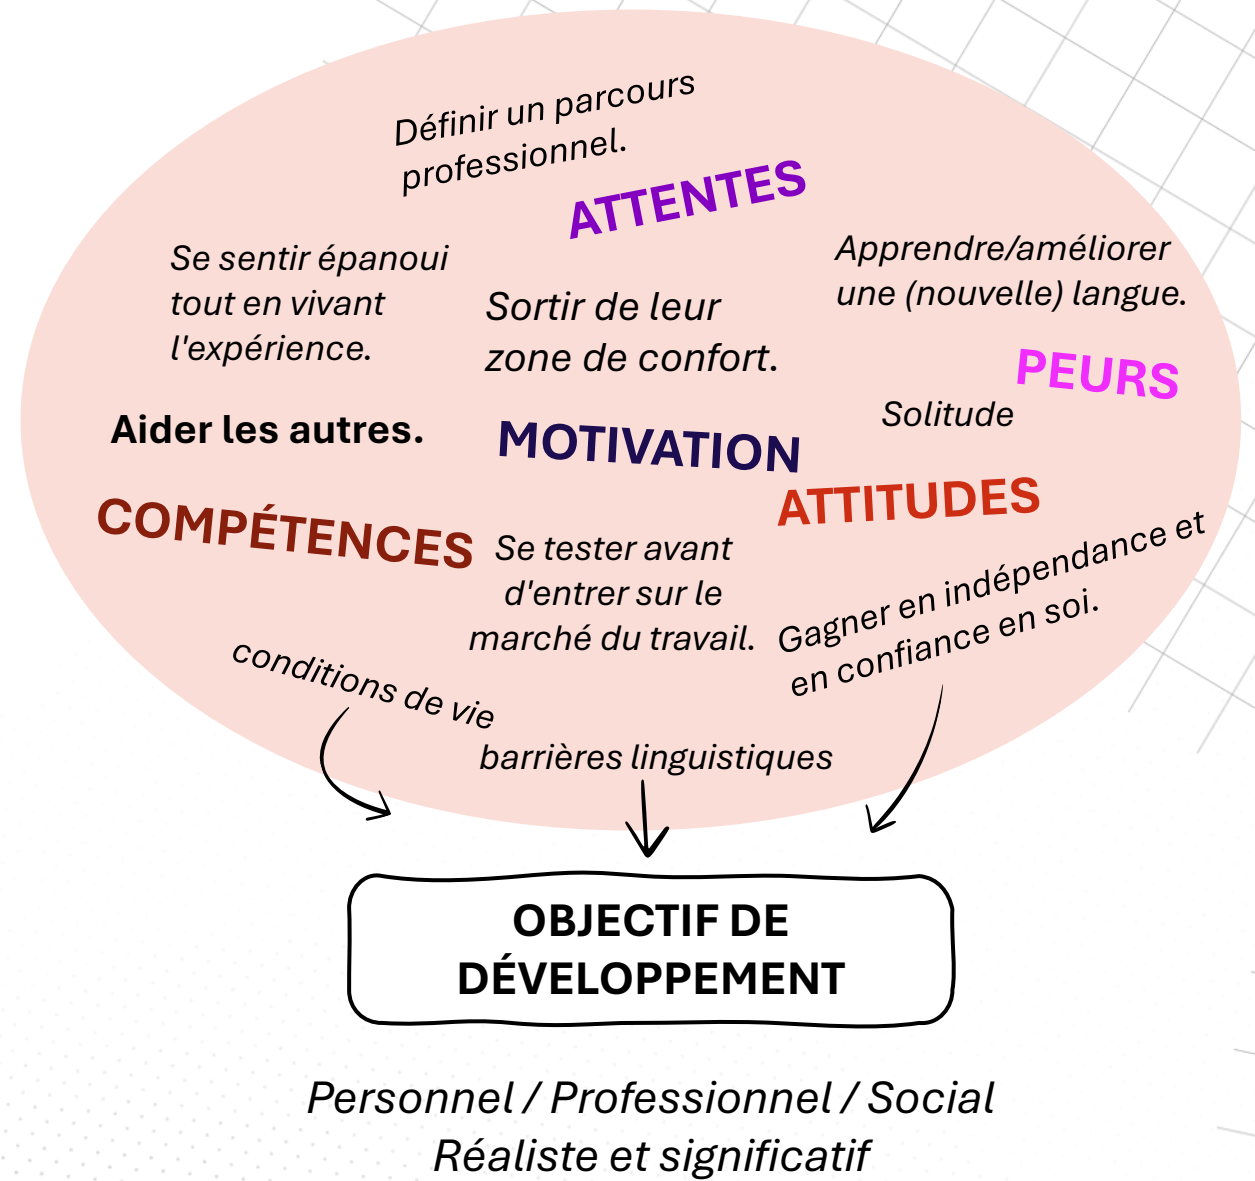 Définir un parcours
professionnel.
ATTENTES
Se sentir épanoui
tout en vivant
l'expérience.
Sortir de leur
zone de confort.
Apprendre/améliorer
une (nouvelle) langue.
PEURS
Solitude
Aider les autres.
MOTIVATION
ATTITUDES
COMPÉTENCES
Se tester avant
d'entrer sur le
marché du travail.
Gagner en indépendance et
en confiance en soi.
conditions de vie
barrières linguistiques
OBJECTIF DE
DÉVELOPPEMENT
Personnel / Professionnel / Social
Réaliste et significatif